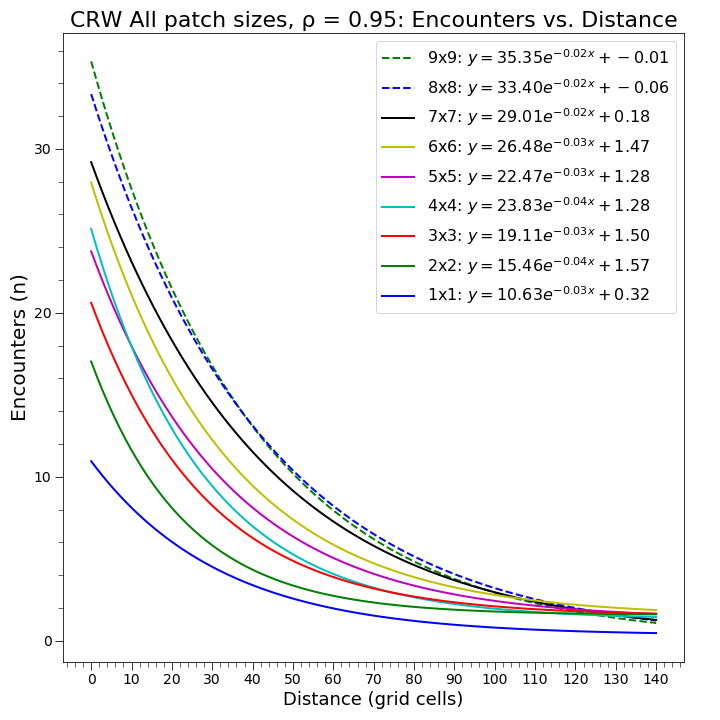 CRW All patch sizes, ρ = 0.95: Encounters vs. Distance
9x9: y = 35.35e^{-0.02x} + -0.01
8x8: y = 33.40e^{-0.02x} + -0.06
7x7: y = 29.01e^{-0.02x} + 0.18
6x6: y = 26.48e^{-0.03x} + 1.47
5x5: y = 22.47e^{-0.03x} + 1.28
4x4: y = 23.83e^{-0.04x} + 1.28
3x3: y = 19.11e^{-0.03x} + 1.50
2x2: y = 15.46e^{-0.04x} + 1.57
1x1: y = 10.63e^{-0.03x} + 0.32
Encounters (n)
30
20
10
0
0 10 20 30 40 50 60 70 80 90 100 110 120 130 140
Distance (grid cells)